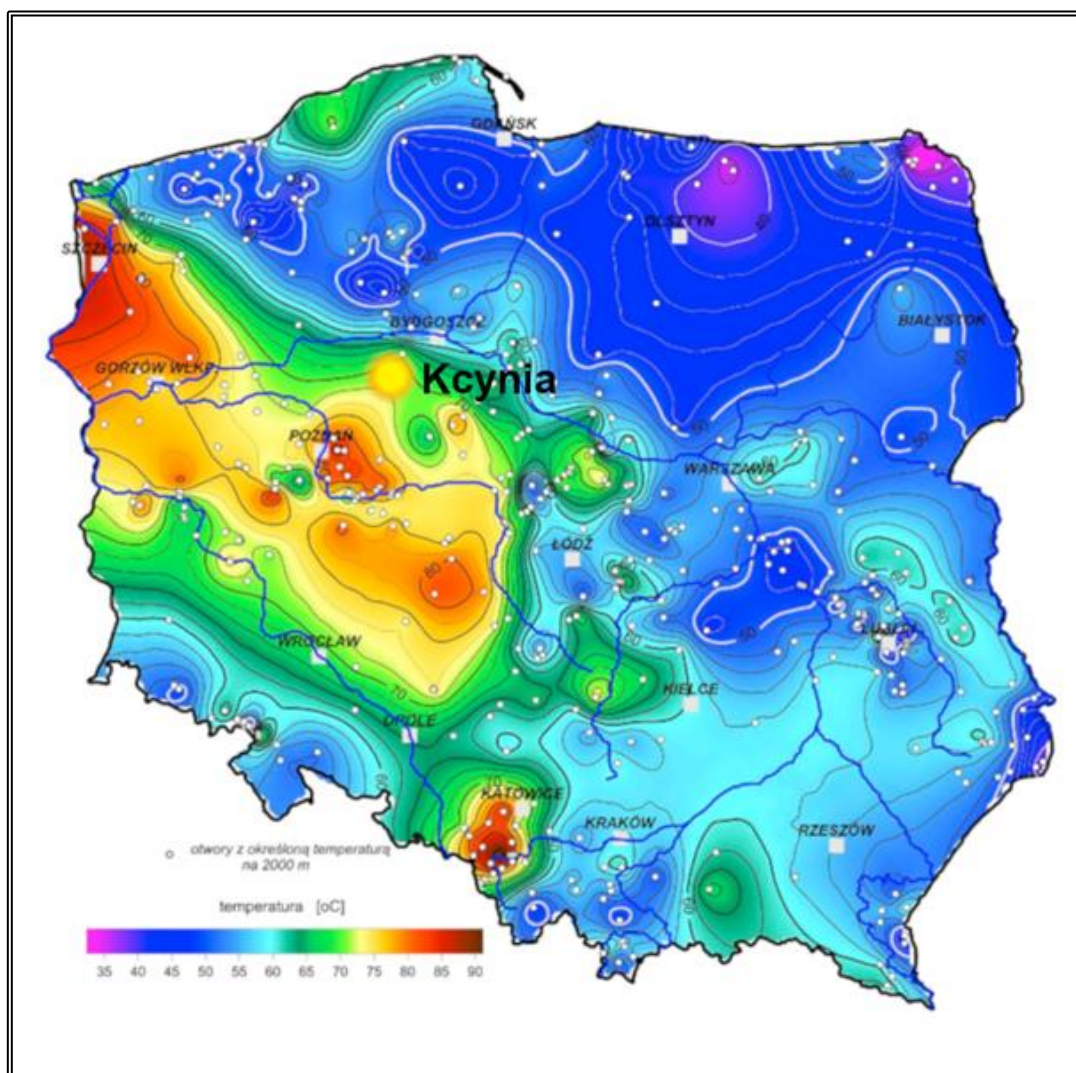 GDAŃSK
OLSZTYN
SZCZECIN
BYDGOSZCZ
BIAŁYSTOK
GORZÓW WLKP.
Kcynia
POZNAŃ
WARSZAWA
ŁÓDŹ
WROCŁAW
LUBLIN
KIELCE
OPOLE
KATOWICE
KRAKÓW
RZESZÓW
otwory z określoną temperaturą
na 2000 m
temperatura [oC]
35 40 45 50 55 60 65 70 75 80 85 90